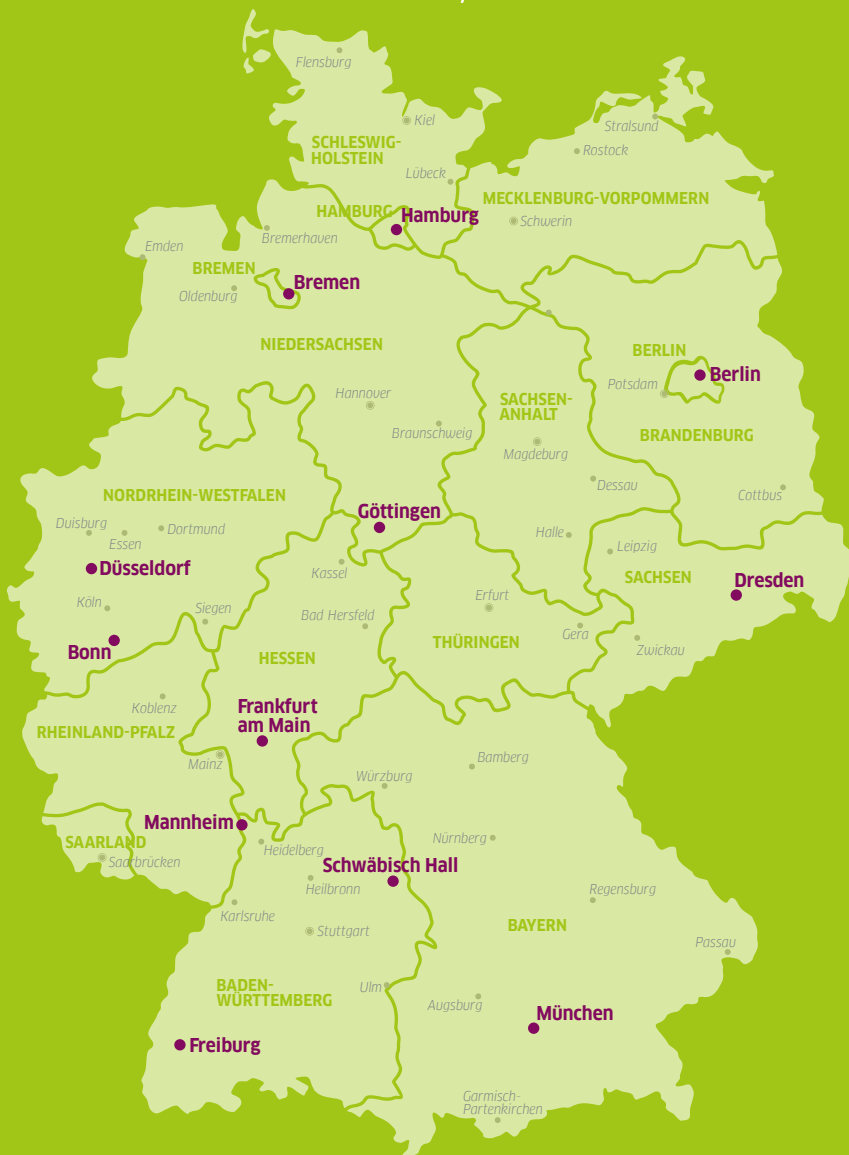 Flensburg
Kiel
Stralsund
SCHLESWIG-
HOLSTEIN
Rostock
Lübeck
MECKLENBURG-VORPOMMERN
HAMBURG
Hamburg
Schwerin
Bremerhaven
Emden
BREMEN
Bremen
Oldenburg
NIEDERSACHSEN
BERLIN
Berlin
Potsdam
Hannover
SACHSEN-
ANHALT
Braunschweig
BRANDENBURG
Magdeburg
Dessau
Cottbus
NORDRHEIN-WESTFALEN
Göttingen
Duisburg
Essen
Dortmund
Halle
Leipzig
Düsseldorf
Kassel
SACHSEN
Dresden
Köln
Siegen
Bad Hersfeld
Erfurt
Gera
THÜRINGEN
Zwickau
Bonn
HESSEN
Koblenz
Frankfurt
am Main
RHEINLAND-PFALZ
Mainz
Bamberg
Würzburg
Mannheim
SAARLAND
Saarbrücken
Heidelberg
Nürnberg
Schwäbisch Hall
Heilbronn
Regensburg
Karlsruhe
Stuttgart
BAYERN
Passau
BADEN-
WÜRTTEMBERG
Ulm
Augsburg
München
Freiburg
Garmisch-
Partenkirchen